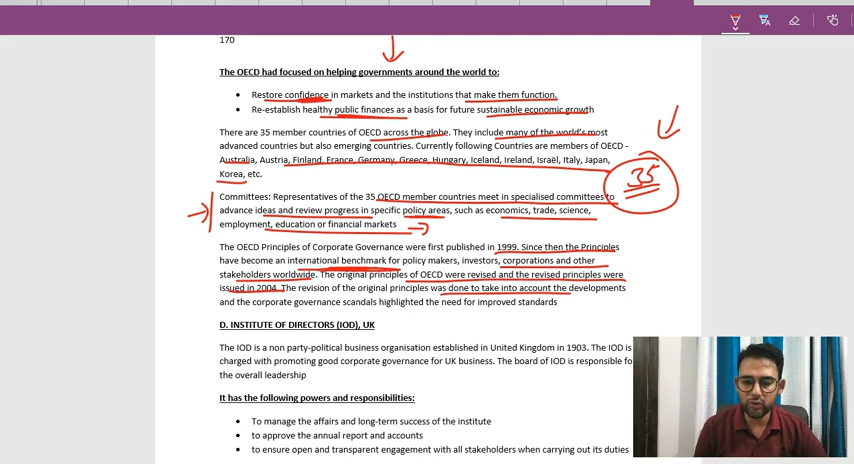 170
The OECD had focused on helping governments around the world to:
• Restore confidence in markets and the institutions that make them function.
• Re-establish healthy public finances as a basis for future sustainable economic growth
There are 35 member countries of OECD across the globe. They include many of the world's most
advanced countries but also emerging countries. Currently following Countries are members of OECD -
Australia, Austria, Finland, France, Germany, Greece, Hungary, Iceland, Ireland, Israël, Italy, Japan,
Korea, etc.
35
Committees: Representatives of the 35 OECD member countries meet in specialised committees to
advance ideas and review progress in specific policy areas, such as economics, trade, science,
employment, education or financial markets
The OECD Principles of Corporate Governance were first published in 1999. Since then the Principles
have become an international benchmark for policy makers, investors, corporations and other
stakeholders worldwide. The original principles of OECD were revised and the revised principles were
issued in 2004. The revision of the original principles was done to take into account the developments
and the corporate governance scandals highlighted the need for improved standards
D. INSTITUTE OF DIRECTORS (IOD), UK
The IOD is a non party-political business organisation established in United Kingdom in 1903. The IOD is
charged with promoting good corporate governance for UK business. The board of IOD is responsible fo
the overall leadership
It has the following powers and responsibilities:
• To manage the affairs and long-term success of the institute
• to approve the annual report and accounts
• to ensure open and transparent engagement with all stakeholders when carrying out its duties